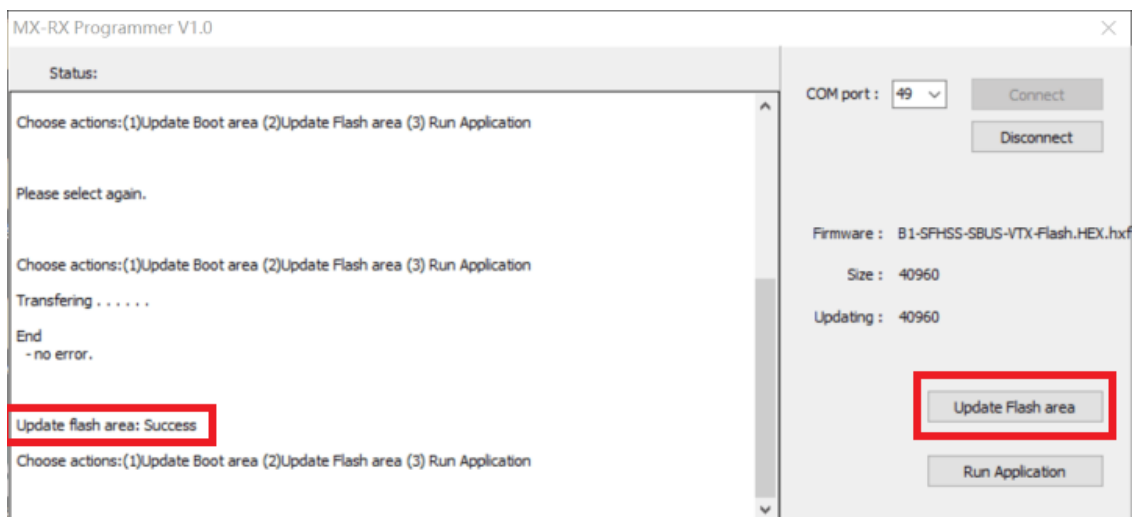 MX-RX Programmer V1.0
Status:
Choose actions:(1)Update Boot area (2)Update Flash area (3) Run Application
Please select again.
Choose actions:(1)Update Boot area (2)Update Flash area (3) Run Application
Transfering . . . . . .
End
- no error.
Update flash area: Success
Choose actions:(1)Update Boot area (2)Update Flash area (3) Run Application
COM port : 49 Connect
Disconnect
Firmware : B1-SFHSS-SBUS-VTX-Flash.HEX.hxf
Size : 40960
Updating : 40960
Update Flash area
Run Application